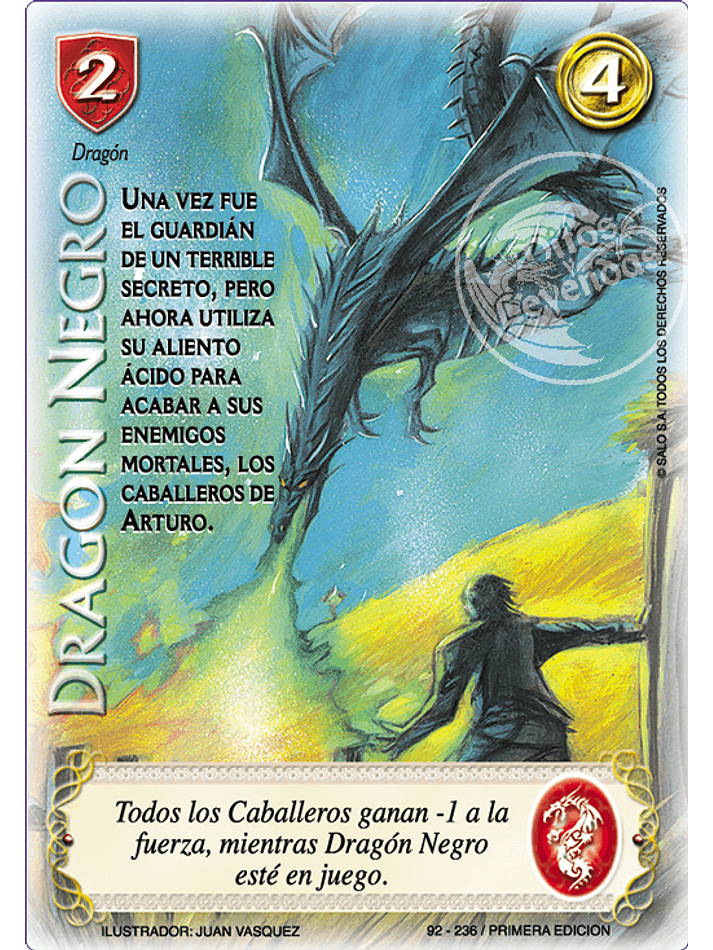 2
4
Dragón
DRAGON NEGRO
UNA VEZ FUE
EL GUARDIÁN
DE UN TERRIBLE
SECRETO, PERO
AHORA UTILIZA
SU ALIENTO
ÁCIDO PARA
ACABAR A SUS
ENEMIGOS
MORTALES, LOS
CABALLEROS DE
ARTURO.
Mitos
y
Leyendas
© SALO S.A. TODOS LOS DERECHOS RESERVADOS
Todos los Caballeros ganan -1 a la
fuerza, mientras Dragón Negro
esté en juego.
ILUSTRADOR: JUAN VASQUEZ
92 - 236 / PRIMERA EDICION